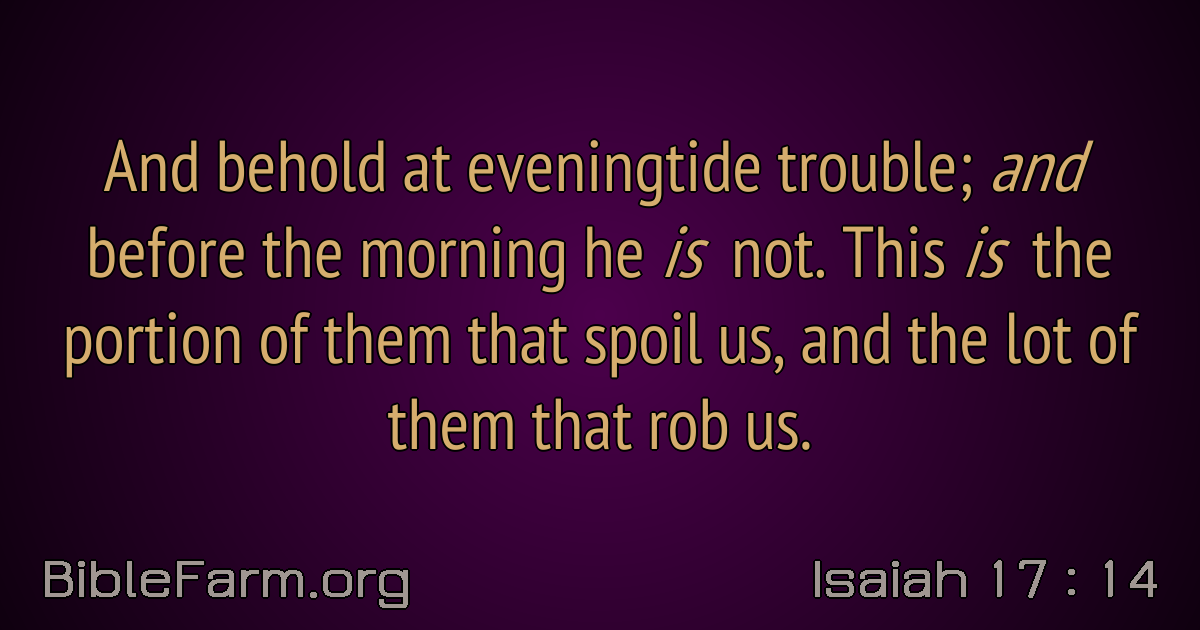 And behold at eveningtide trouble; and
before the morning he is not. This is the
portion of them that spoil us, and the lot of
them that rob us.
BibleFarm.org
Isaiah 17 : 14